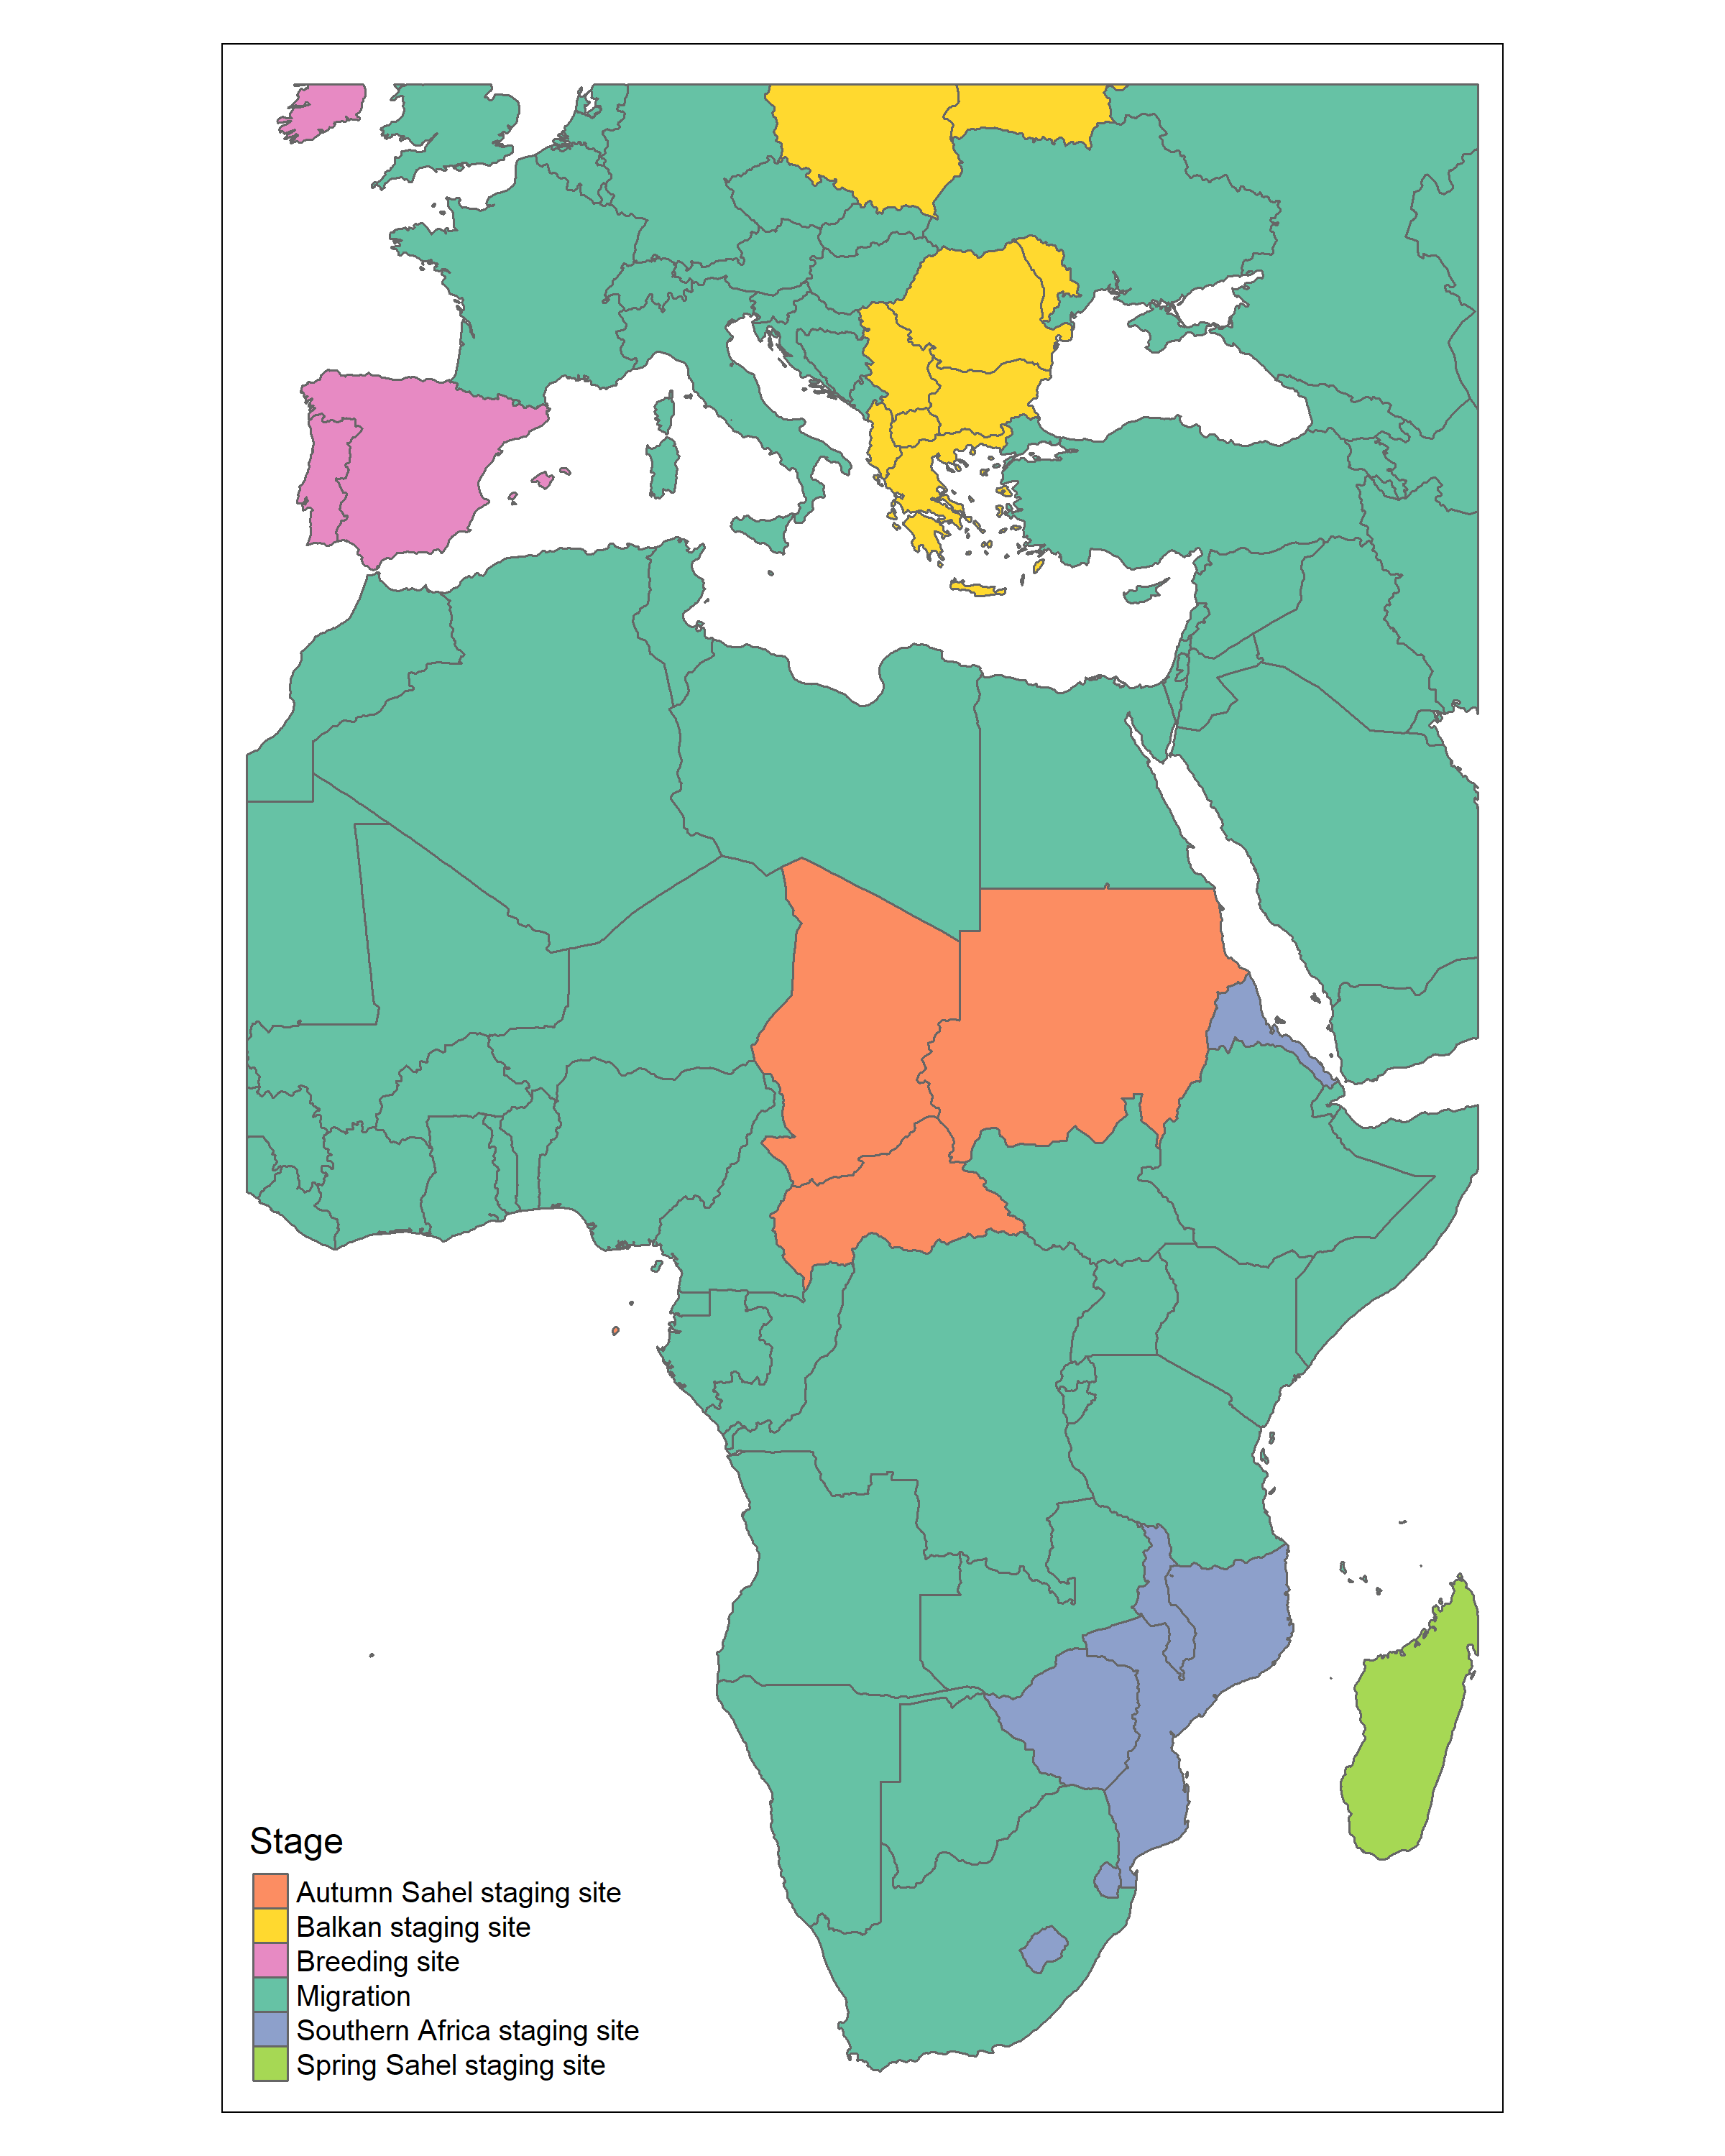 Stage
Autumn Sahel staging site
Balkan staging site
Breeding site
Migration
Southern Africa staging site
Spring Sahel staging site